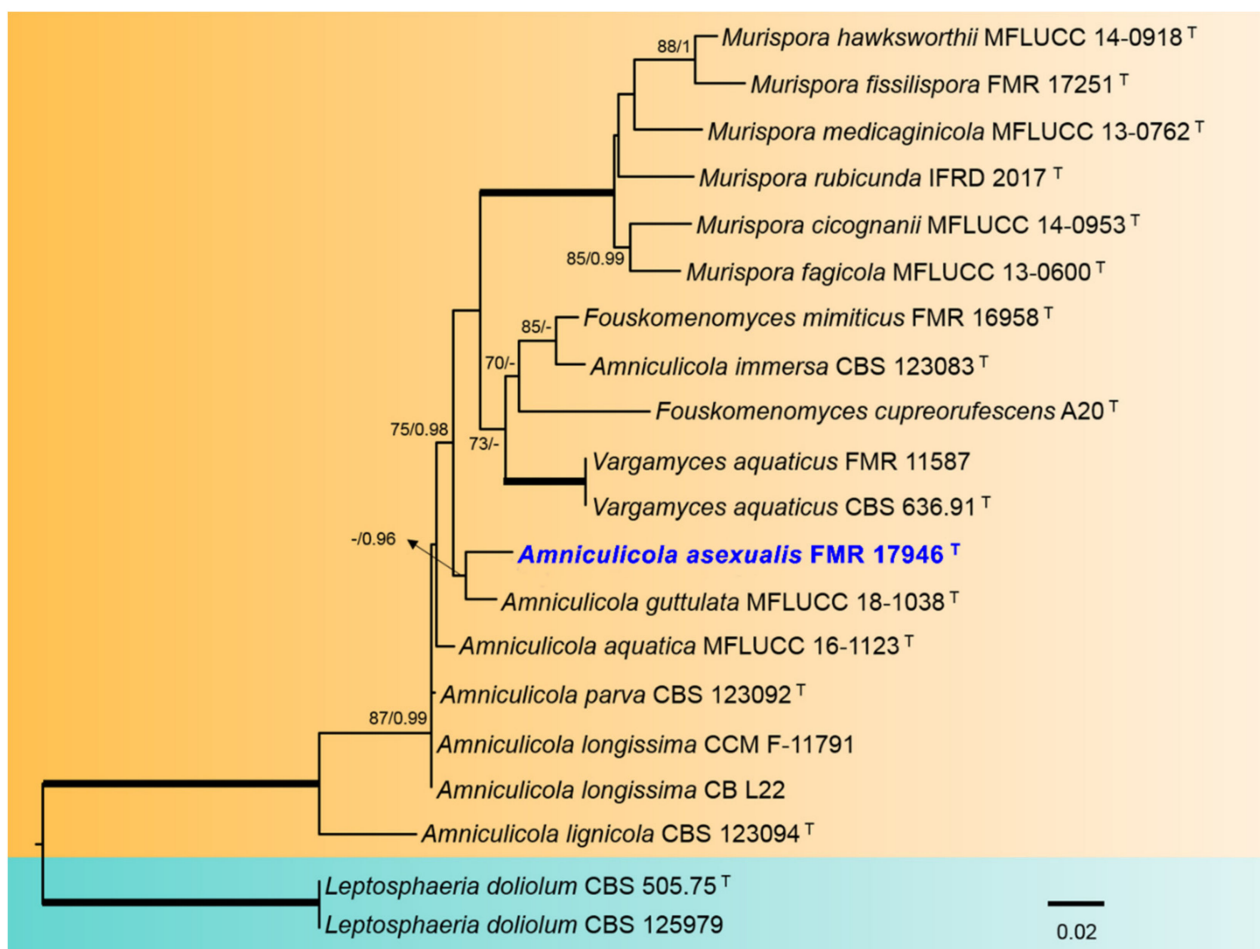 Murispora hawksworthii MFLUCC 14-0918 T
88/1
Murispora fissilispora FMR 17251 T
Murispora medicaginicola MFLUCC 13-0762 T
Murispora rubicunda IFRD 2017 T
Murispora cicognanii MFLUCC 14-0953 T
85/0.99
Murispora fagicola MFLUCC 13-0600 T
Fouskomenomyces mimiticus FMR 16958 T
85/-
70/-
Amniculicola immersa CBS 123083 T
Fouskomenomyces cupreorufescens A20 T
75/0.98
73/-
Vargamyces aquaticus FMR 11587
Vargamyces aquaticus CBS 636.91 T
-/0.96
Amniculicola asexualis FMR 17946 T
Amniculicola guttulata MFLUCC 18-1038 T
Amniculicola aquatica MFLUCC 16-1123 T
Amniculicola parva CBS 123092 T
87/0.99
Amniculicola longissima CCM F-11791
Amniculicola longissima CB L22
Amniculicola lignicola CBS 123094 T
Leptosphaeria doliolum CBS 505.75 T
Leptosphaeria doliolum CBS 125979
0.02